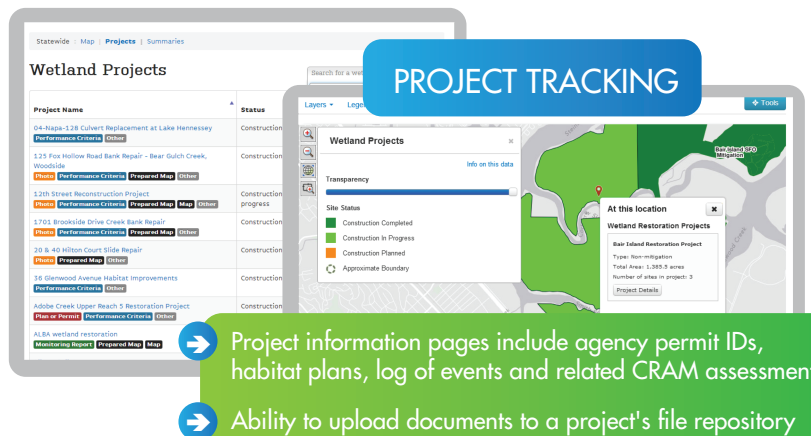 Statewide : Map | Projects | Summaries
Wetland Projects
Search for a wet
PROJECT TRACKING
Project Name
Status
04-Napa-128 Culvert Replacement at Lake Hennessey
Construction
Performance Criteria Other
125 Fox Hollow Road Bank Repair - Bear Gulch Creek,
Woodside
Construction
Photo Performance Criteria Prepared Map Other
12th Street Reconstruction Project
Construction
progress
Photo Performance Criteria Prepared Map Map Other
1701 Brookside Drive Creek Bank Repair
Construction
Photo Performance Criteria Prepared Map Other
20 & 40 Hilton Court Slide Repair
Construction
Photo Prepared Map Other
36 Glenwood Avenue Habitat Improvements
Construction
Performance Criteria Other
Adobe Creek Upper Reach 5 Restoration Project
Construction
Plan or Permit Performance Criteria Other
ALBA wetland restoration
Construction
Monitoring Report Prepared Map Map
Layers
Lege
Tools
Wetland Projects
Info on this data
Transparency
Site Status
Construction Completed
Construction In Progress
Construction Planned
Approximate Boundary
Bair Island SFO
Mitigation
At this location
Wetland Restoration Projects
Bair Island Restoration Project
Type: Non-mitigation
Total Area: 1,385.5 acres
Number of sites in project: 3
Project Details
Project information pages include agency permit IDs,
habitat plans, log of events and related CRAM assessment
Ability to upload documents to a project's file repository